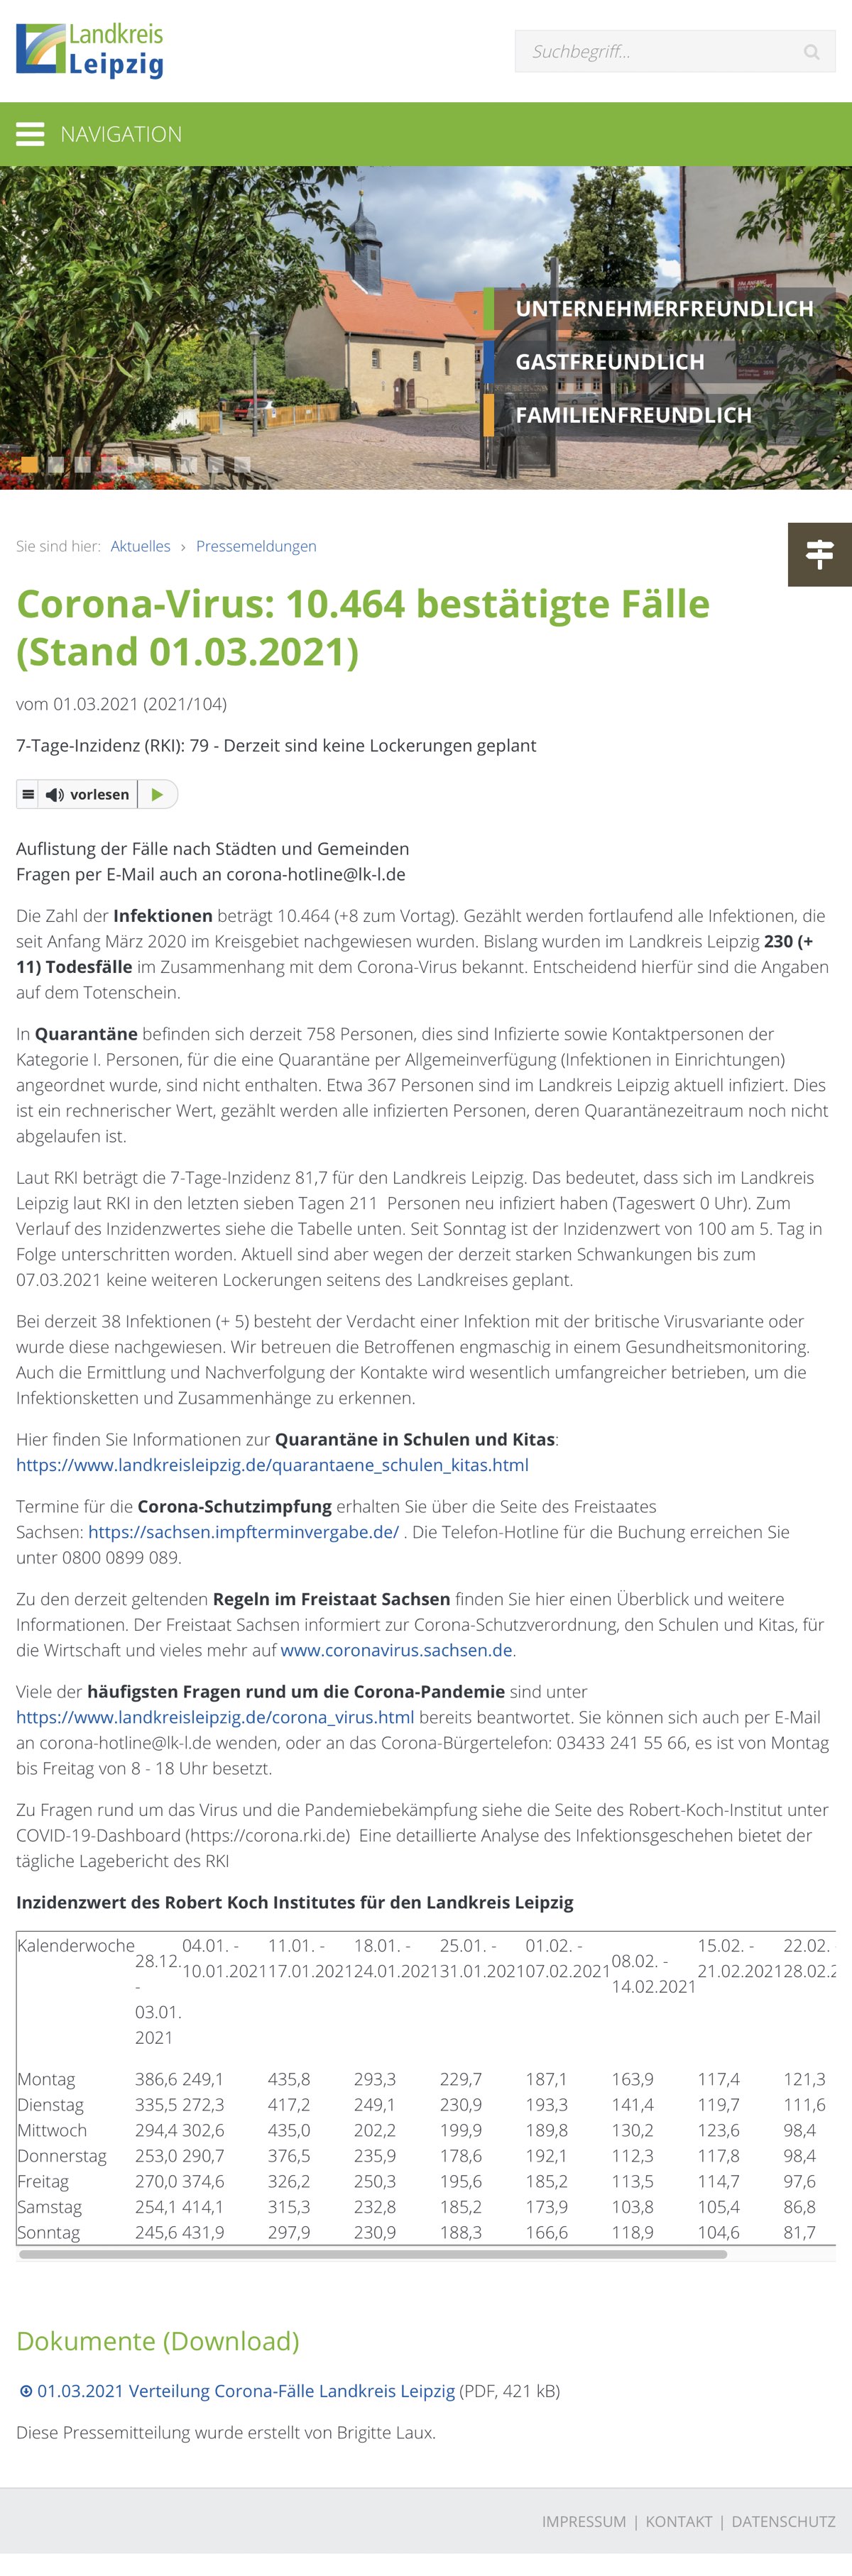 Landkreis
Leipzig
Suchbegriff...
NAVIGATION
UNTERNEHMERFREUNDLICH
GASTFREUNDLICH
FAMILIENFREUNDLICH
Sie sind hier: Aktuelles › Pressemeldungen
Corona-Virus: 10.464 bestätigte Fälle
(Stand 01.03.2021)
vom 01.03.2021 (2021/104)
7-Tage-Inzidenz (RKI): 79 - Derzeit sind keine Lockerungen geplant
vorlesen
Auflistung der Fälle nach Städten und Gemeinden
Fragen per E-Mail auch an corona-hotline@lk-l.de
Die Zahl der Infektionen beträgt 10.464 (+8 zum Vortag). Gezählt werden fortlaufend alle Infektionen, die
seit Anfang März 2020 im Kreisgebiet nachgewiesen wurden. Bislang wurden im Landkreis Leipzig 230 (+
11) Todesfälle im Zusammenhang mit dem Corona-Virus bekannt. Entscheidend hierfür sind die Angaben
auf dem Totenschein.
In Quarantäne befinden sich derzeit 758 Personen, dies sind Infizierte sowie Kontaktpersonen der
Kategorie I. Personen, für die eine Quarantäne per Allgemeinverfügung (Infektionen in Einrichtungen)
angeordnet wurde, sind nicht enthalten. Etwa 367 Personen sind im Landkreis Leipzig aktuell infiziert. Dies
ist ein rechnerischer Wert, gezählt werden alle infizierten Personen, deren Quarantänezeitraum noch nicht
abgelaufen ist.
Laut RKI beträgt die 7-Tage-Inzidenz 81,7 für den Landkreis Leipzig. Das bedeutet, dass sich im Landkreis
Leipzig laut RKI in den letzten sieben Tagen 211 Personen neu infiziert haben (Tageswert 0 Uhr). Zum
Verlauf des Inzidenzwertes siehe die Tabelle unten. Seit Sonntag ist der Inzidenzwert von 100 am 5. Tag in
Folge unterschritten worden. Aktuell sind aber wegen der derzeit starken Schwankungen bis zum
07.03.2021 keine weiteren Lockerungen seitens des Landkreises geplant.
Bei derzeit 38 Infektionen (+ 5) besteht der Verdacht einer Infektion mit der britische Virusvariante oder
wurde diese nachgewiesen. Wir betreuen die Betroffenen engmaschig in einem Gesundheitsmonitoring.
Auch die Ermittlung und Nachverfolgung der Kontakte wird wesentlich umfangreicher betrieben, um die
Infektionsketten und Zusammenhänge zu erkennen.
Hier finden Sie Informationen zur Quarantäne in Schulen und Kitas:
https://www.landkreisleipzig.de/quarantaene_schulen_kitas.html
Termine für die Corona-Schutzimpfung erhalten Sie über die Seite des Freistaates
Sachsen: https://sachsen.impfterminvergabe.de/ . Die Telefon-Hotline für die Buchung erreichen Sie
unter 0800 0899 089.
Zu den derzeit geltenden Regeln im Freistaat Sachsen finden Sie hier einen Überblick und weitere
Informationen. Der Freistaat Sachsen informiert zur Corona-Schutzverordnung, den Schulen und Kitas, für
die Wirtschaft und vieles mehr auf www.coronavirus.sachsen.de.
Viele der häufigsten Fragen rund um die Corona-Pandemie sind unter
https://www.landkreisleipzig.de/corona_virus.html bereits beantwortet. Sie können sich auch per E-Mail
an corona-hotline@lk-l.de wenden, oder an das Corona-Bürgertelefon: 03433 241 55 66, es ist von Montag
bis Freitag von 8 - 18 Uhr besetzt.
Zu Fragen rund um das Virus und die Pandemiebekämpfung siehe die Seite des Robert-Koch-Institut unter
COVID-19-Dashboard (https://corona.rki.de) Eine detaillierte Analyse des Infektionsgeschehen bietet der
tägliche Lagebericht des RKI
Inzidenzwert des Robert Koch Institutes für den Landkreis Leipzig
Kalenderwoche 28.12. - 03.01. 2021 04.01. - 10.01.2021 11.01. - 17.01.2021 18.01. - 24.01.2021 25.01. - 31.01.2021 01.02. - 07.02.2021 08.02. - 14.02.2021 15.02. - 21.02.2021 22.02. 28.02.2
Montag 386,6 249,1 435,8 293,3 229,7 187,1 163,9 117,4 121,3
Dienstag 335,5 272,3 417,2 249,1 230,9 193,3 141,4 119,7 111,6
Mittwoch 294,4 302,6 435,0 202,2 199,9 189,8 130,2 123,6 98,4
Donnerstag 253,0 290,7 376,5 235,9 178,6 192,1 112,3 117,8 98,4
Freitag 270,0 374,6 326,2 250,3 195,6 185,2 113,5 114,7 97,6
Samstag 254,1 414,1 315,3 232,8 185,2 173,9 103,8 105,4 86,8
Sonntag 245,6 431,9 297,9 230,9 188,3 166,6 118,9 104,6 81,7
Dokumente (Download)
01.03.2021 Verteilung Corona-Fälle Landkreis Leipzig (PDF, 421 kB)
Diese Pressemitteilung wurde erstellt von Brigitte Laux.
IMPRESSUM | KONTAKT | DATENSCHUTZ